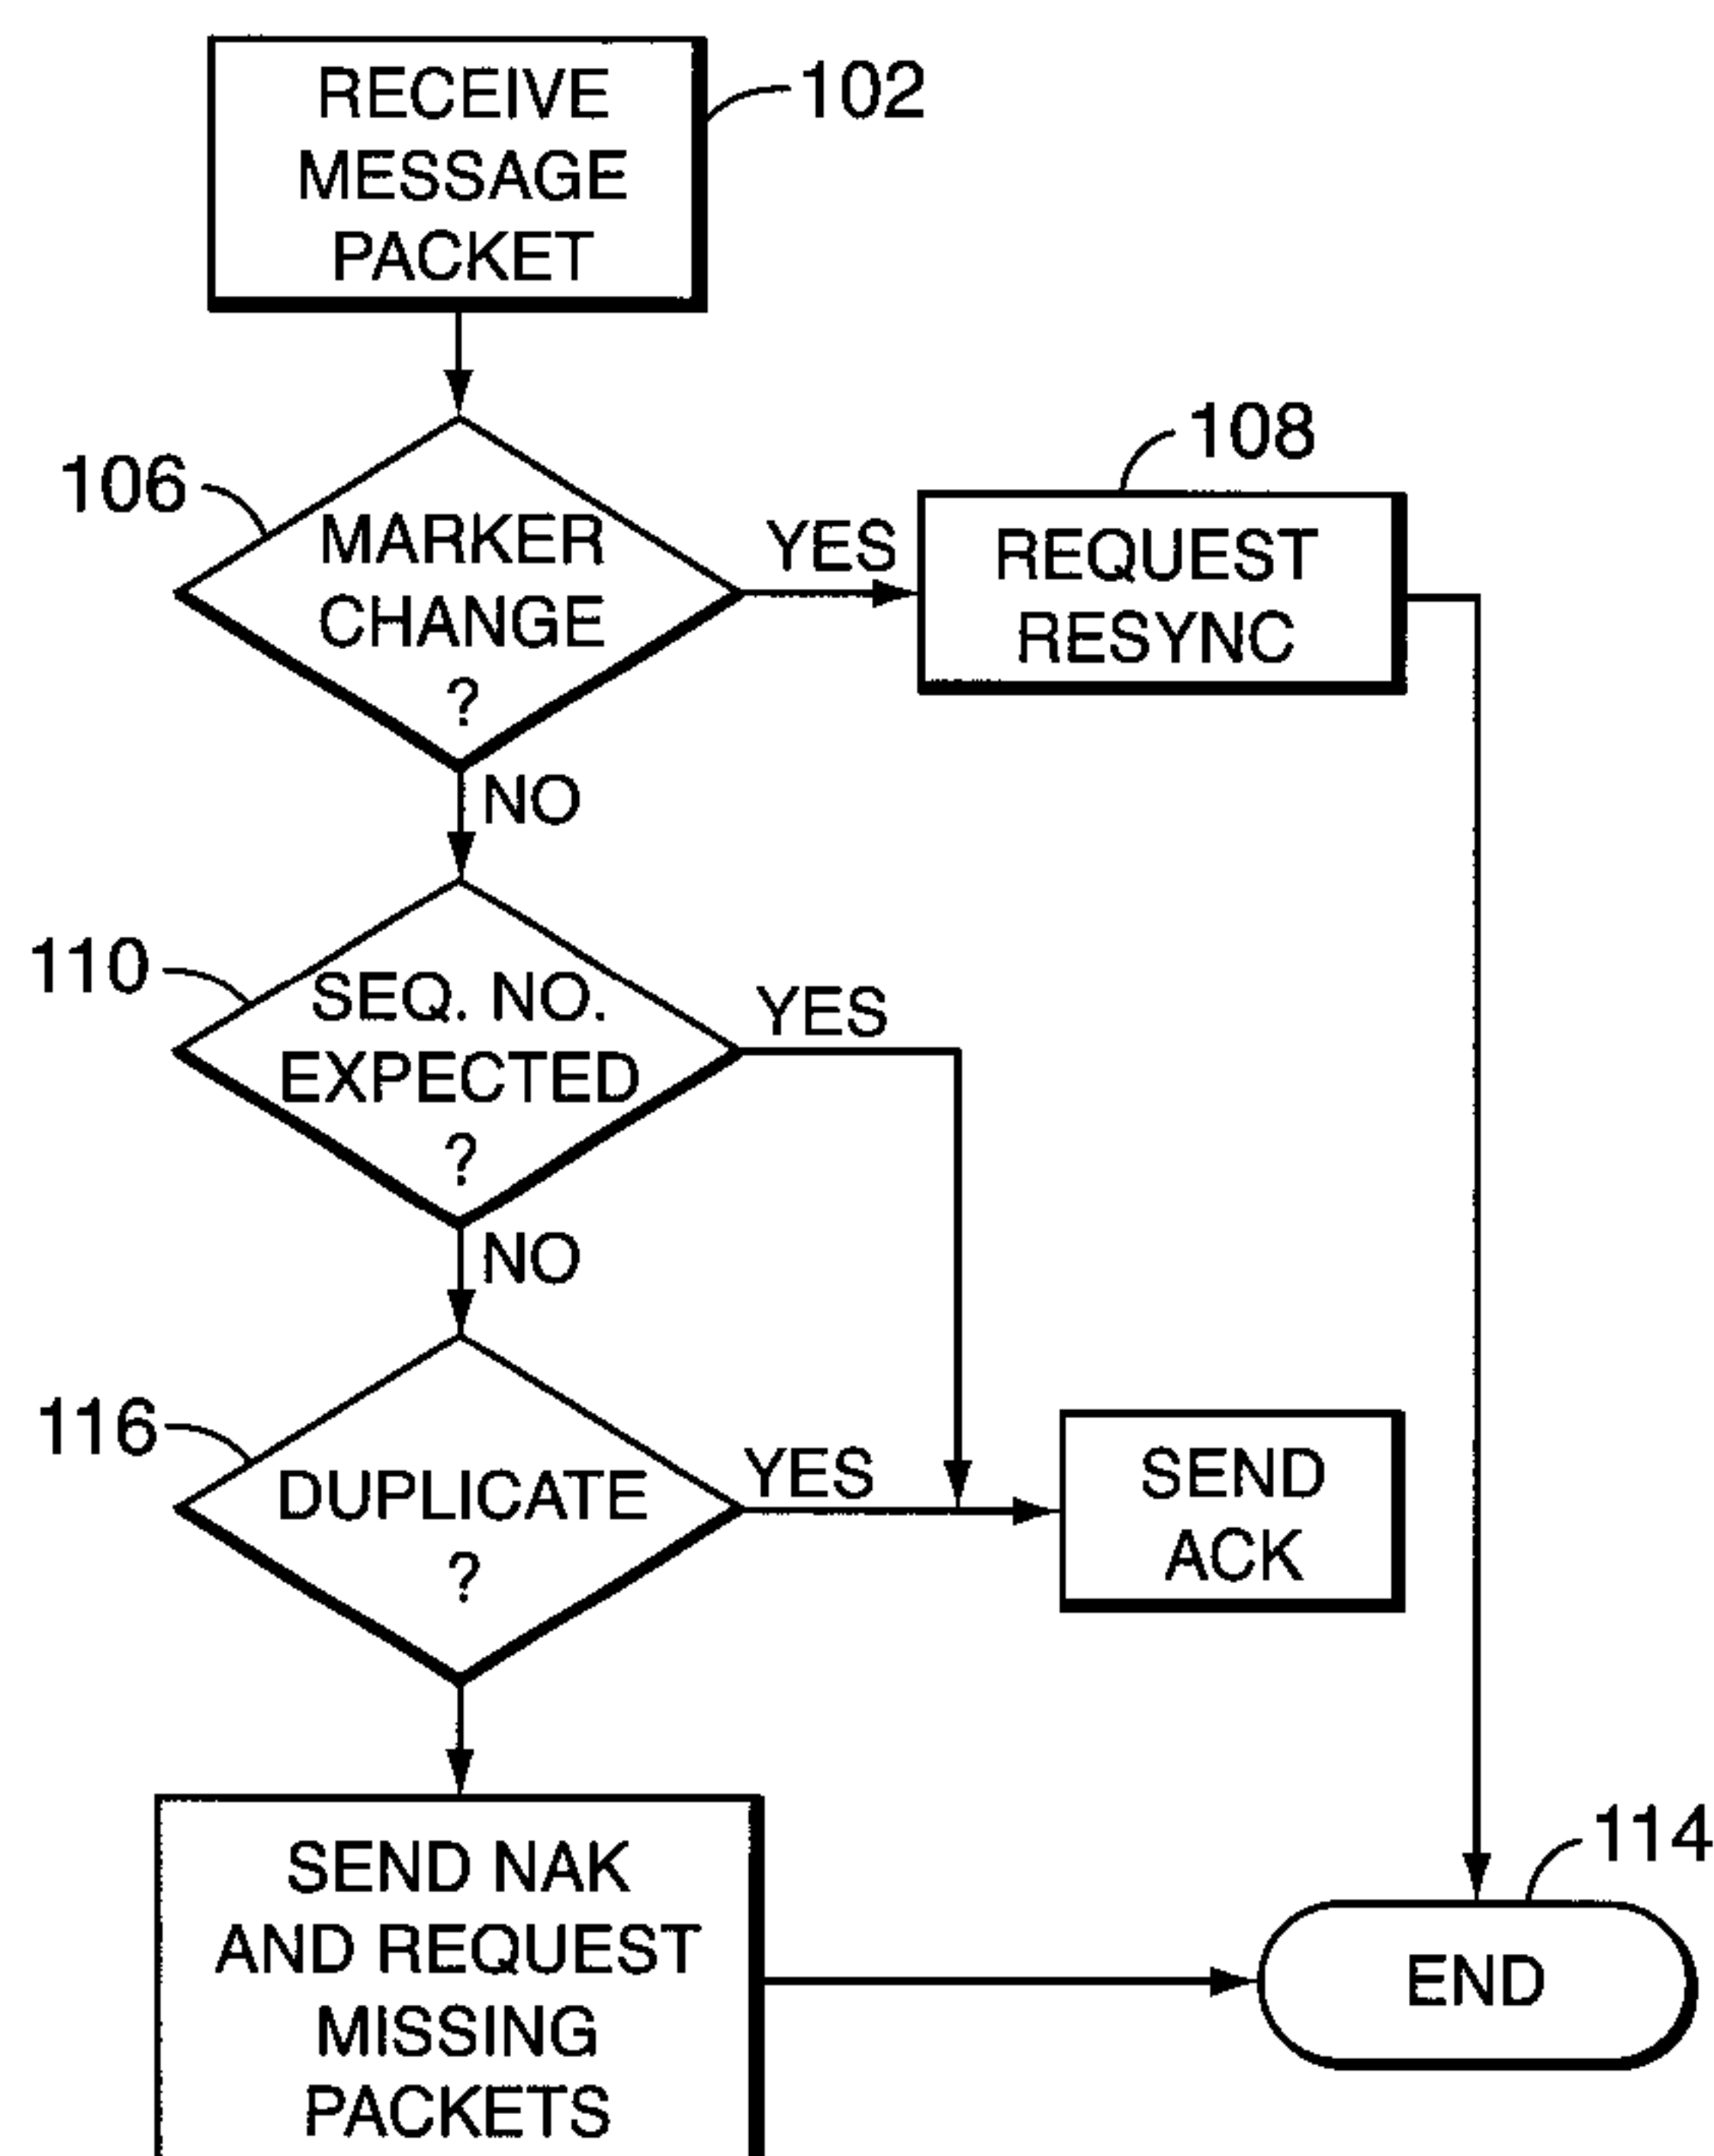 RECEIVE
MESSAGE
PACKET
102
106
MARKER
CHANGE
?
YES
108
REQUEST
RESYNC
NO
110
SEQ. NO.
EXPECTED
?
YES
NO
116
DUPLICATE
?
YES
SEND
ACK
SEND NAK
AND REQUEST
MISSING
PACKETS
114
END